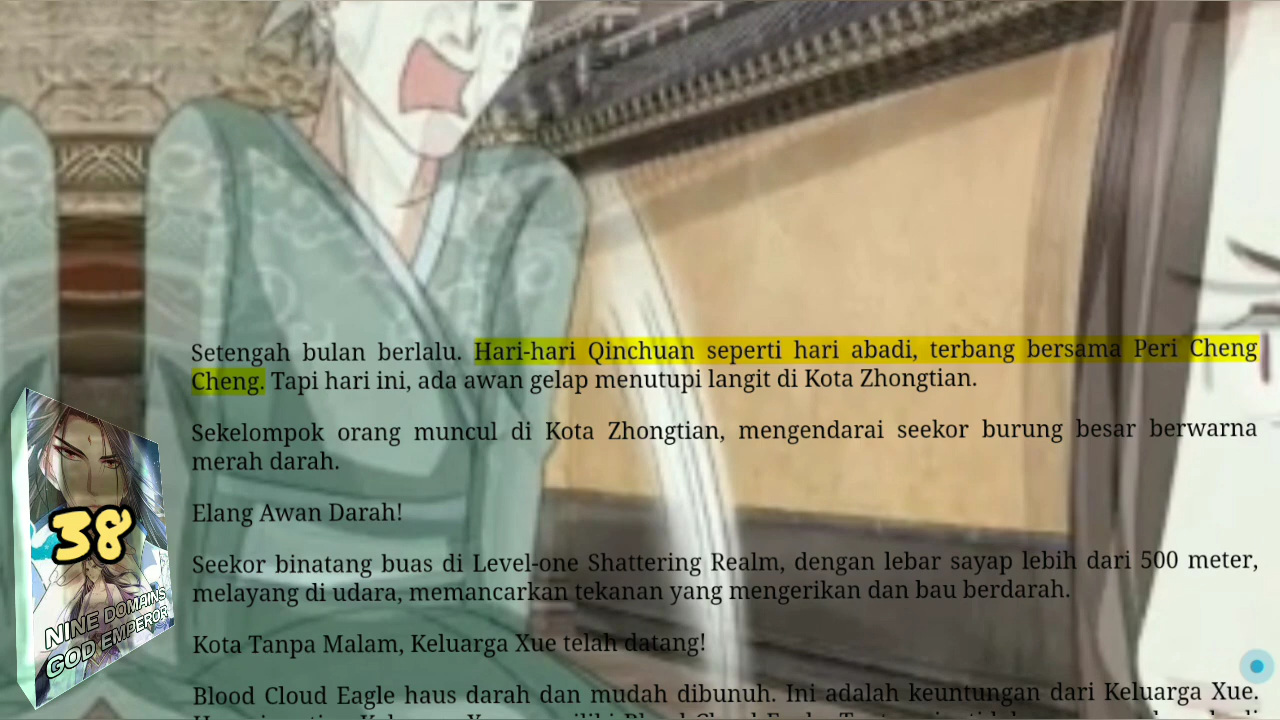 Setengah bulan berlalu. Hari-hari Qinchuan seperti hari abadi, terbang bersama Peri Cheng
Cheng. Tapi hari ini, ada awan gelap menutupi langit di Kota Zhongtian.
Sekelompok orang muncul di Kota Zhongtian, mengendarai seekor burung besar berwarna
merah darah.
Elang Awan Darah!
Seekor binatang buas di Level-one Shattering Realm, dengan lebar sayap lebih dari 500 meter,
melayang di udara, memancarkan tekanan yang mengerikan dan bau berdarah.
Kota Tanpa Malam, Keluarga Xue telah datang!
Blood Cloud Eagle haus darah dan mudah dibunuh. Ini adalah keuntungan dari Keluarga Xue.
38
NINE DOMAINS
GOD EMPEROR